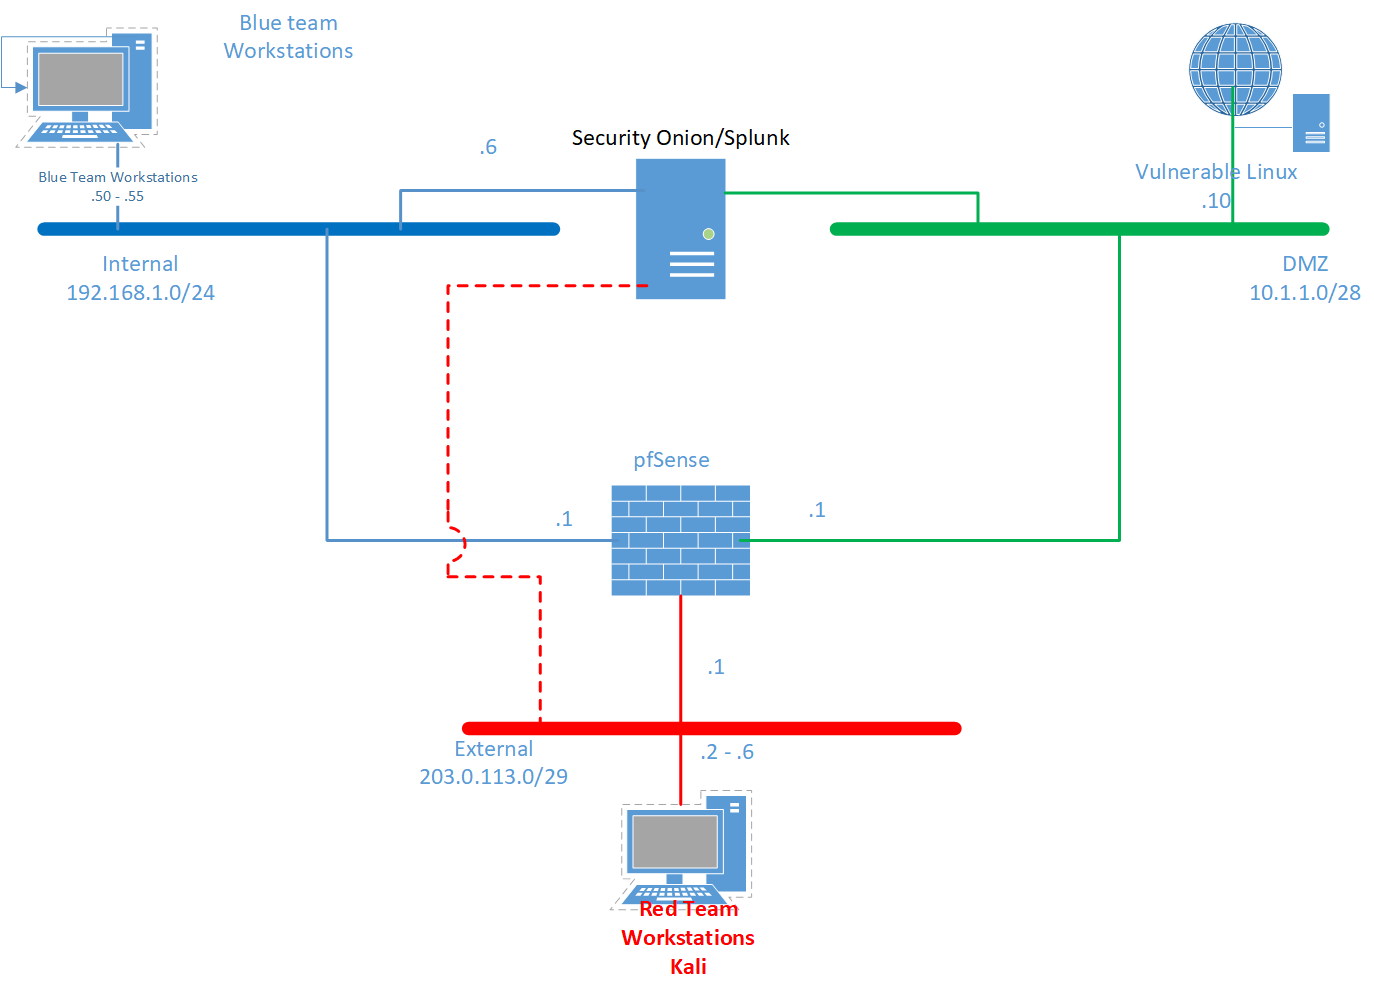 Blue team
Workstations
Security Onion/Splunk
.6
Blue Team Workstations
.50 - .55
Vulnerable Linux
.10
Internal
192.168.1.0/24
DMZ
10.1.1.0/28
pfSense
.1
.1
.1
External
203.0.113.0/29
.2 - .6
Red Team
Workstations
Kali